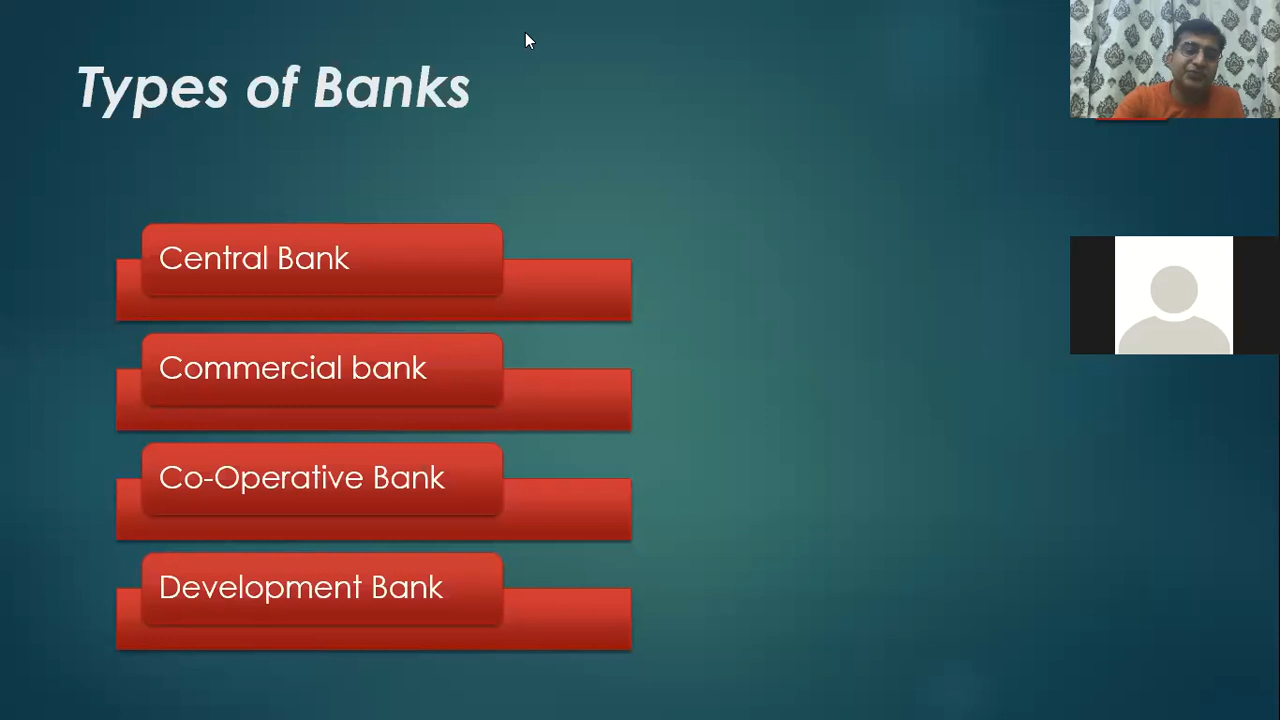 Types of Banks
Central Bank
Commercial bank
Co-Operative Bank
Development Bank